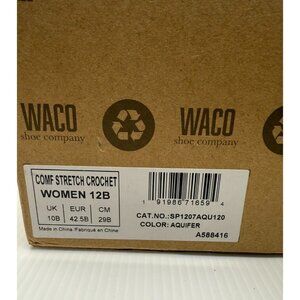 WACO
shoe company
WACO
shoe company
COMF STRETCH CROCHET
WOMEN 12B
UK EUR CM
10B 42.5B 29B
Made in China / Fabriqué en Chine
1 91986 71659 4
CAT.NO.:SP1207AQU120
COLOR: AQUIFER
A588416